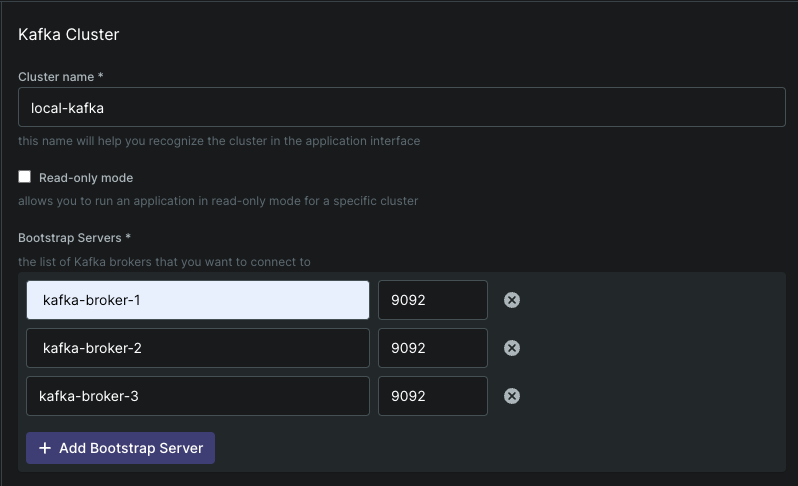 Kafka Cluster
Cluster name *
local-kafka
this name will help you recognize the cluster in the application interface
Read-only mode
allows you to run an application in read-only mode for a specific cluster
Bootstrap Servers *
the list of Kafka brokers that you want to connect to
kafka-broker-1 9092
kafka-broker-2 9092
kafka-broker-3 9092
+ Add Bootstrap Server